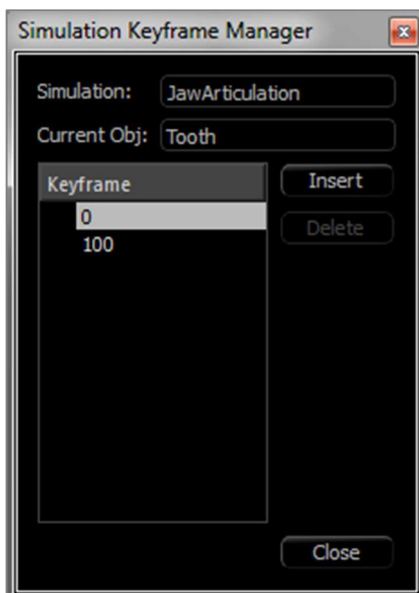 Simulation Keyframe Manager
Simulation: JawArticulation
Current Obj: Tooth
Keyframe
Insert
0
Delete
100
Close